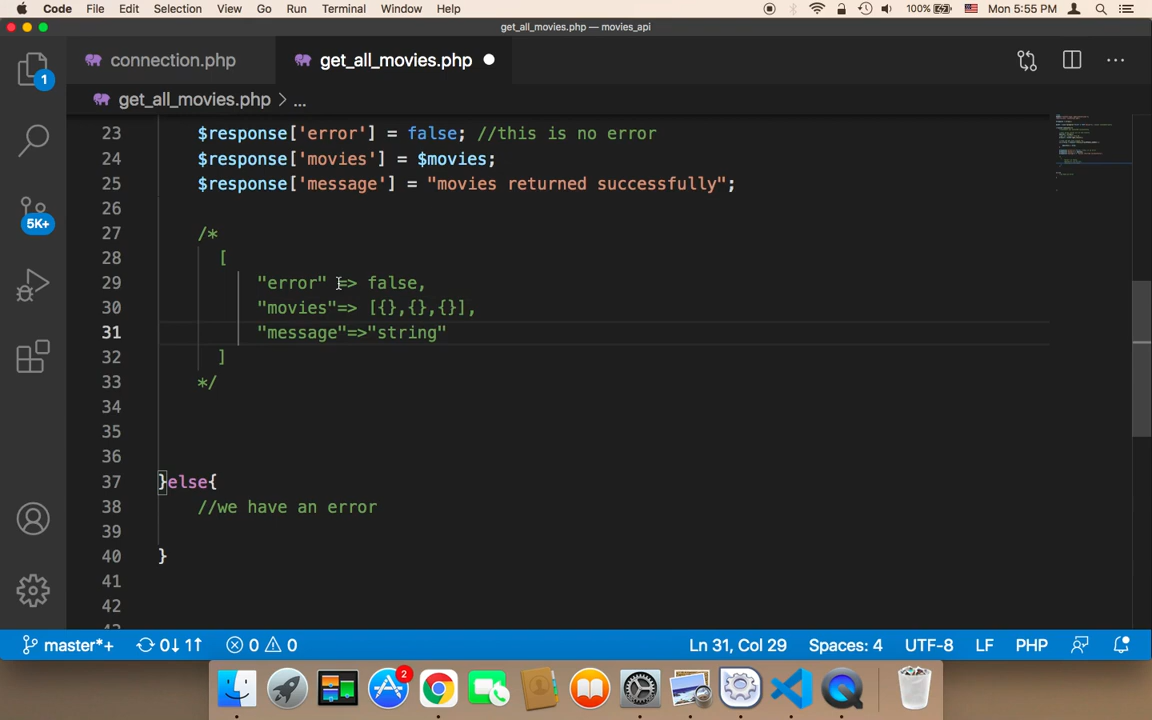 Code File Edit Selection View Go Run Terminal Window Help 100% Mon 5:55 PM
get_all_movies.php — movies_api
1 connection.php get_all_movies.php
get_all_movies.php > ...
23 $response['error'] = false; //this is no error
24 $response['movies'] = $movies;
25 $response['message'] = "movies returned successfully";
26
27 /*
28 [
29 "error" => false,
30 "movies"=> [{},{},{}],
31 "message"=>"string"
32 ]
33 */
34
35
36
37 }else{
38 //we have an error
39
40 }
41
42
5K+
master*+ 0↓ 1↑ 0 0 Ln 31, Col 29 Spaces: 4 UTF-8 LF PHP
2